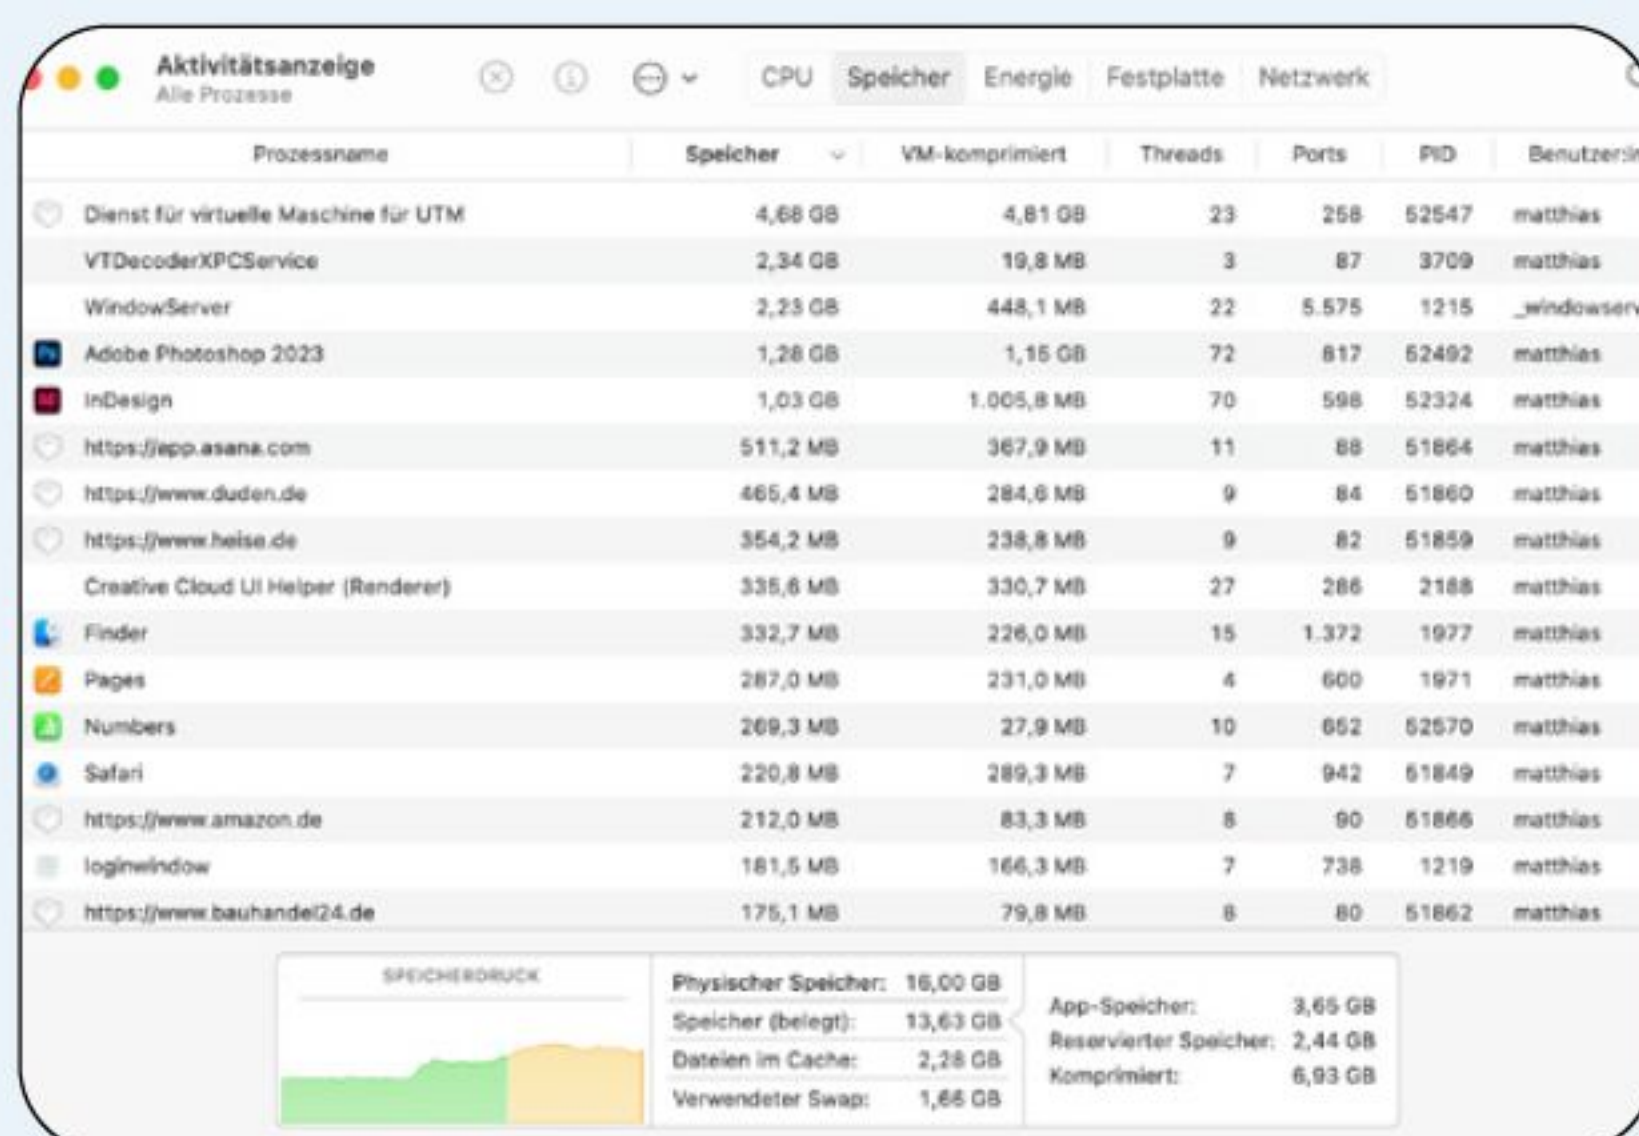 Aktivitätsanzeige
Alle Prozesse
CPU Speicher Energie Festplatte Netzwerk
Prozessname Speicher VM-komprimiert Threads Ports PID
Dienst für virtuelle Maschine für UTM 4,68 GB 4,81 GB 23 258 52547 matthias
VTDecoderXPCService 2,34 GB 19,8 MB 3 87 3709 matthias
WindowServer 2,23 GB 448,1 MB 22 5.575 1215
Adobe Photoshop 2023 1,28 GB 1,15 GB 72 817 52492 matthias
InDesign 1,03 GB 1.005,8 MB 70 598 52324 matthias
https://app.asana.com 511,2 MB 367,9 MB 11 88 51864 matthias
https://www.duden.de 465,4 MB 284,6 MB 9 84 51860 matthias
https://www.heise.de 354,2 MB 238,8 MB 9 82 51859 matthias
Creative Cloud UI Helper (Renderer) 335,6 MB 330,7 MB 27 286 2188 matthias
Finder 332,7 MB 226,0 MB 15 1.372 1977 matthias
Pages 287,0 MB 231,0 MB 4 600 1971 matthias
Numbers 269,3 MB 27,9 MB 10 652 52570 matthias
Safari 220,8 MB 289,3 MB 7 942 51849 matthias
https://www.amazon.de 212,0 MB 83,3 MB 8 90 51866 matthias
loginwindow 181,5 MB 166,3 MB 7 738 1219 matthias
https://www.bauhandel24.de 175,1 MB 79,8 MB 8 80 51862 matthias
SPEICHERDRUCK
Physischer Speicher: 16,00 GB
Speicher (belegt): 13,63 GB
Dateien im Cache: 2,28 GB
Verwendeter Swap: 1,66 GB
App-Speicher: 3,65 GB
Reservierter Speicher: 2,44 GB
Komprimiert: 6,93 GB